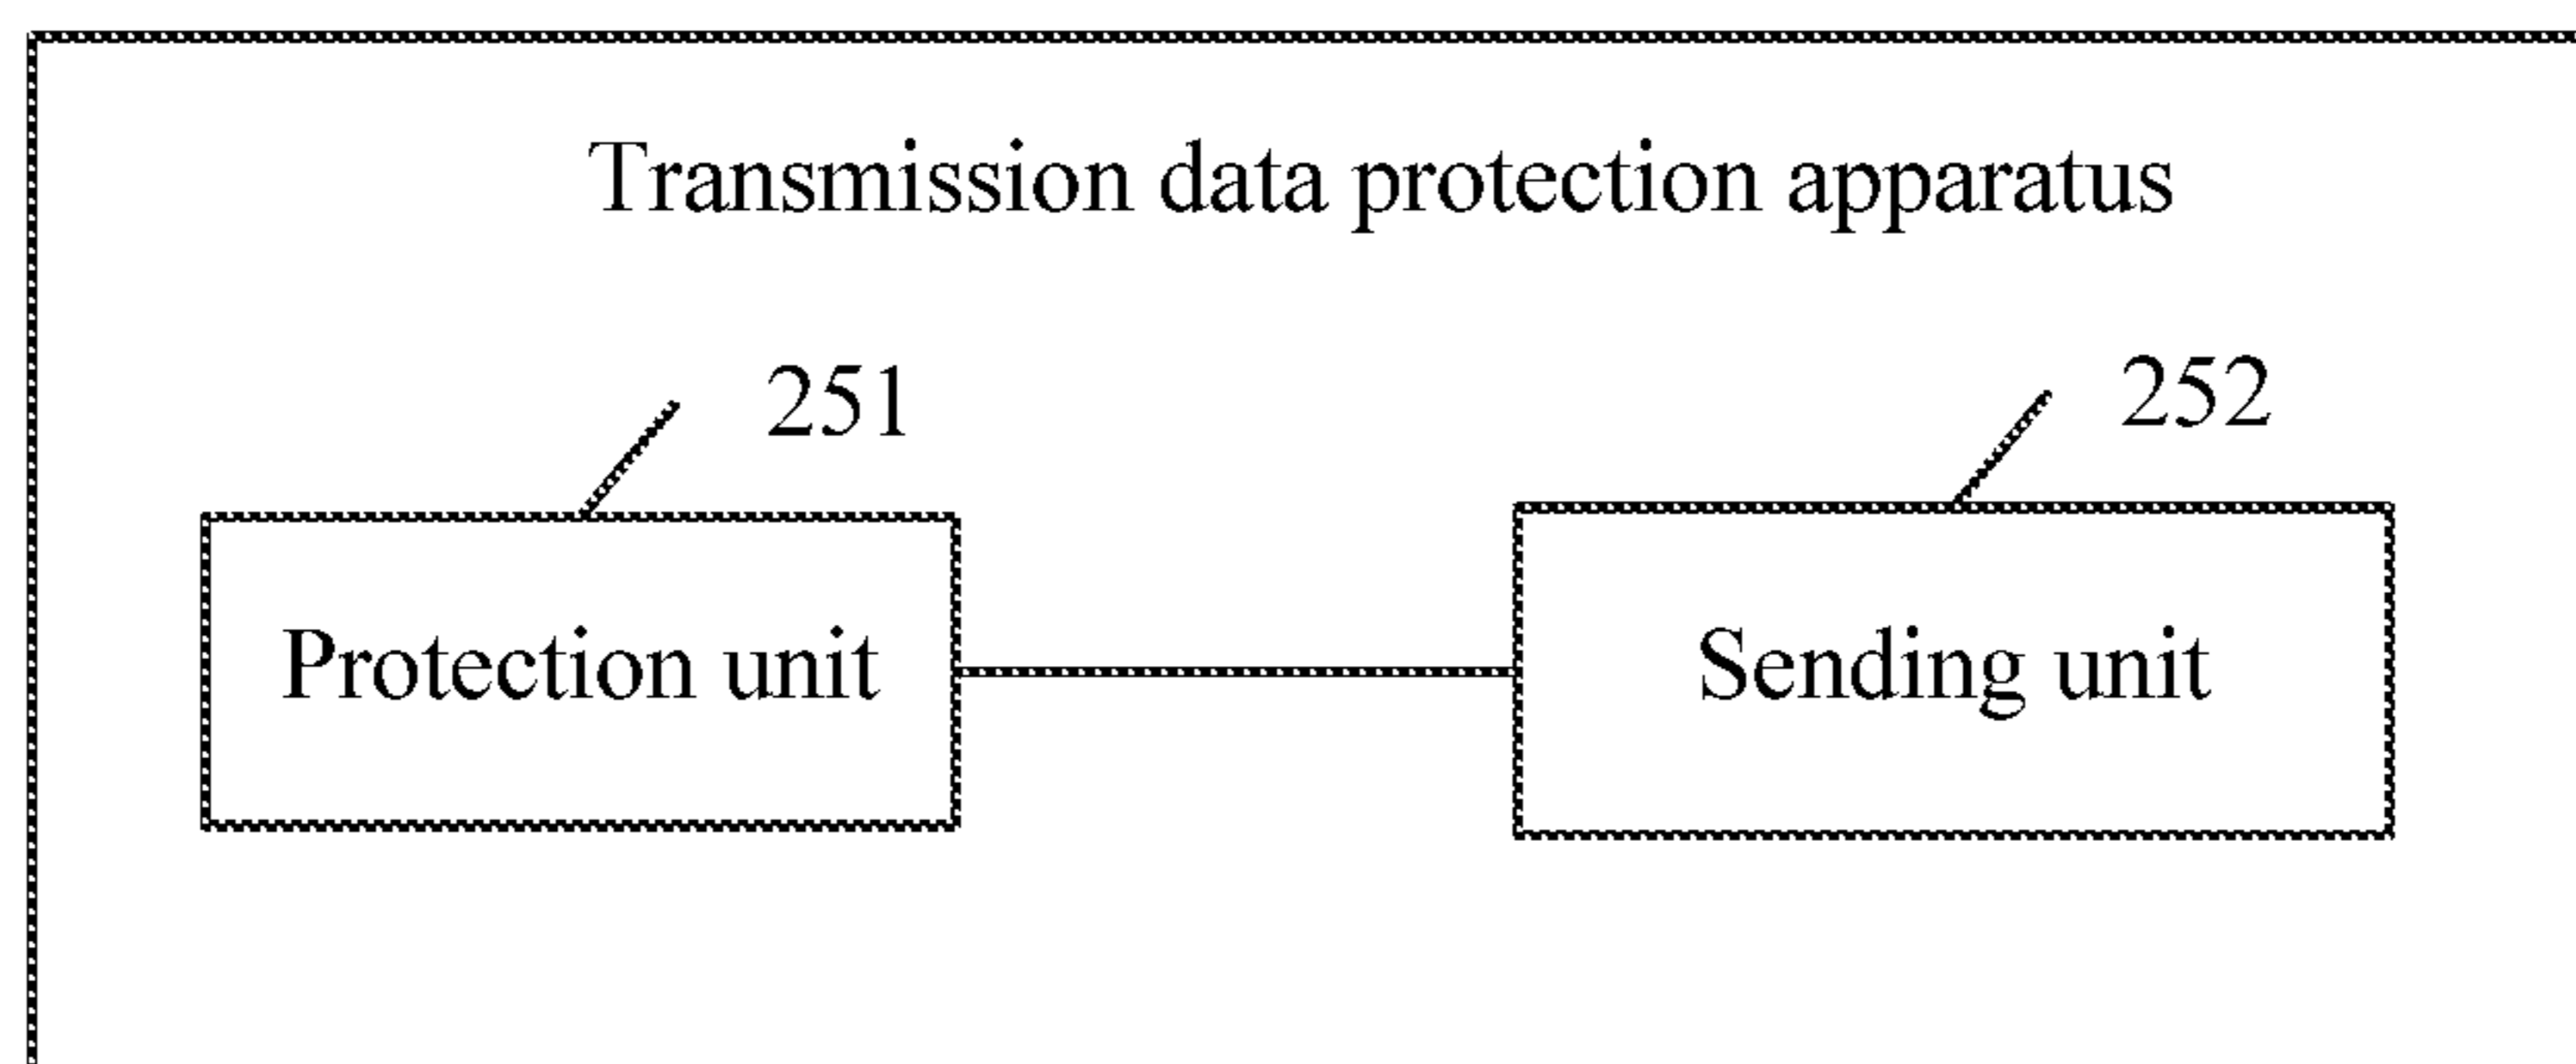 Transmission data protection apparatus
251
252
Protection unit
Sending unit